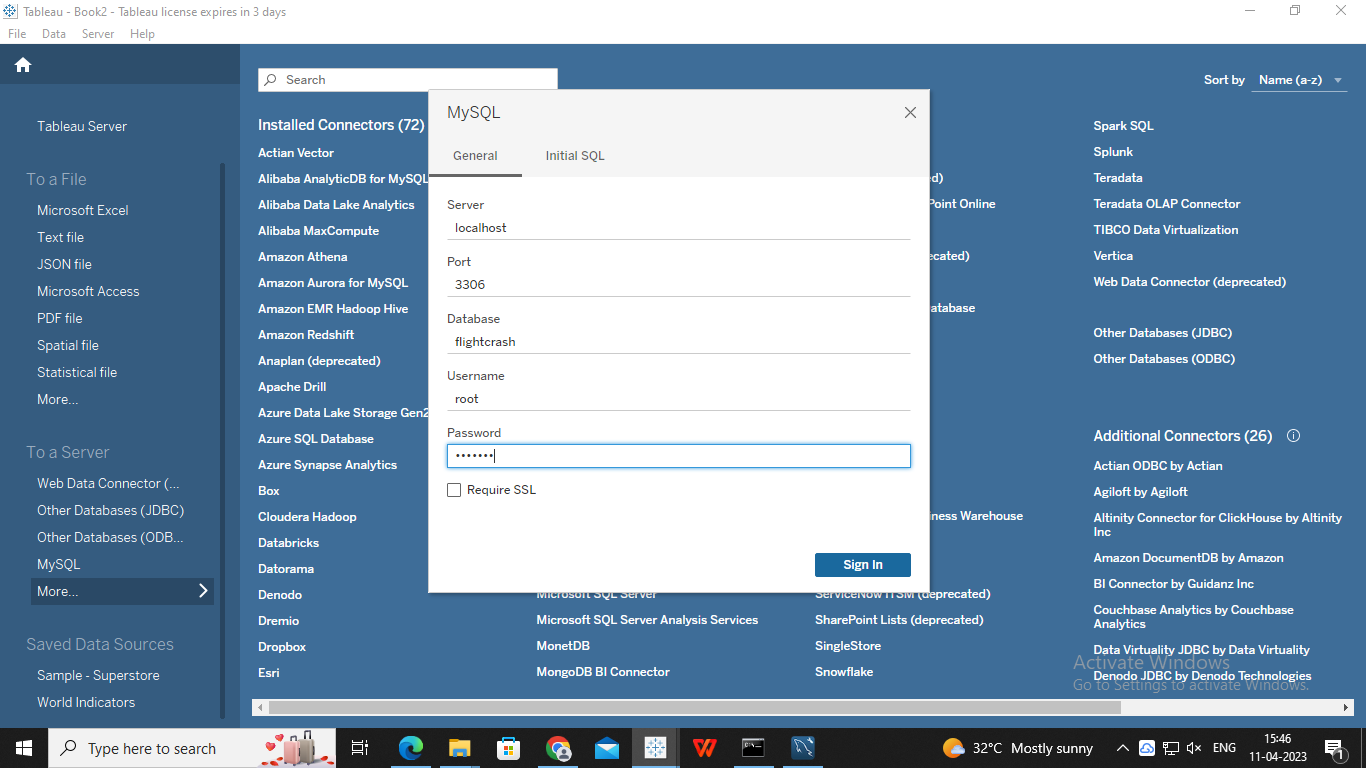 Tableau - Book2 - Tableau license expires in 3 days
File Data Server Help
Search
Sort by Name (a-z)
Tableau Server
To a File
Microsoft Excel
Text file
JSON file
Microsoft Access
PDF file
Spatial file
Statistical file
More...
To a Server
Web Data Connector (...
Other Databases (JDBC)
Other Databases (ODB...
MySQL
More...
Saved Data Sources
Sample - Superstore
World Indicators
Installed Connectors (72)
Actian Vector
Alibaba AnalyticDB for MySQL
Alibaba Data Lake Analytics
Alibaba MaxCompute
Amazon Athena
Amazon Aurora for MySQL
Amazon EMR Hadoop Hive
Amazon Redshift
Anaplan (deprecated)
Apache Drill
Azure Data Lake Storage Gen2
Azure SQL Database
Azure Synapse Analytics
Box
Cloudera Hadoop
Databricks
Datorama
Denodo
Dremio
Dropbox
Esri
MySQL
General Initial SQL
Server
localhost
Port
3306
Database
flightcrash
Username
root
Password
•••••••
Require SSL
Sign In
Microsoft SQL Server
Microsoft SQL Server Analysis Services
MonetDB
MongoDB BI Connector
d)
Point Online
cated)
atabase
iness Warehouse
ServiceNow ITSM (deprecated)
SharePoint Lists (deprecated)
SingleStore
Snowflake
Spark SQL
Splunk
Teradata
Teradata OLAP Connector
TIBCO Data Virtualization
Vertica
Web Data Connector (deprecated)
Other Databases (JDBC)
Other Databases (ODBC)
Additional Connectors (26)
Actian ODBC by Actian
Agiloft by Agiloft
Altinity Connector for ClickHouse by Altinity
Inc
Amazon DocumentDB by Amazon
BI Connector by Guidanz Inc
Couchbase Analytics by Couchbase
Analytics
Data Virtuality JDBC by Data Virtuality
Denodo JDBC by Denodo Technologies
Activate Windows
Go to Settings to activate Windows.
Type here to search
32°C Mostly sunny
ENG
15:46
11-04-2023
1